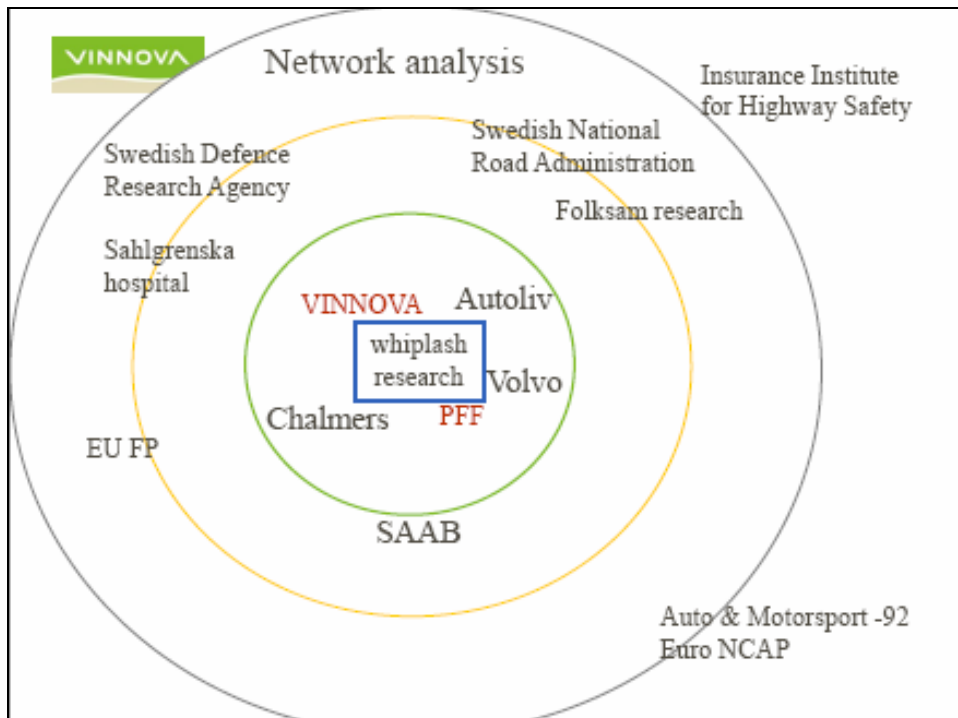 VINNOVA
Network analysis
Insurance Institute
for Highway Safety
Swedish National
Road Administration
Swedish Defence
Research Agency
Folksam research
Sahlgrenska
hospital
VINNOVA
Autoliv
whiplash
research
Volvo
Chalmers
PFF
EU FP
SAAB
Auto & Motorsport -92
Euro NCAP